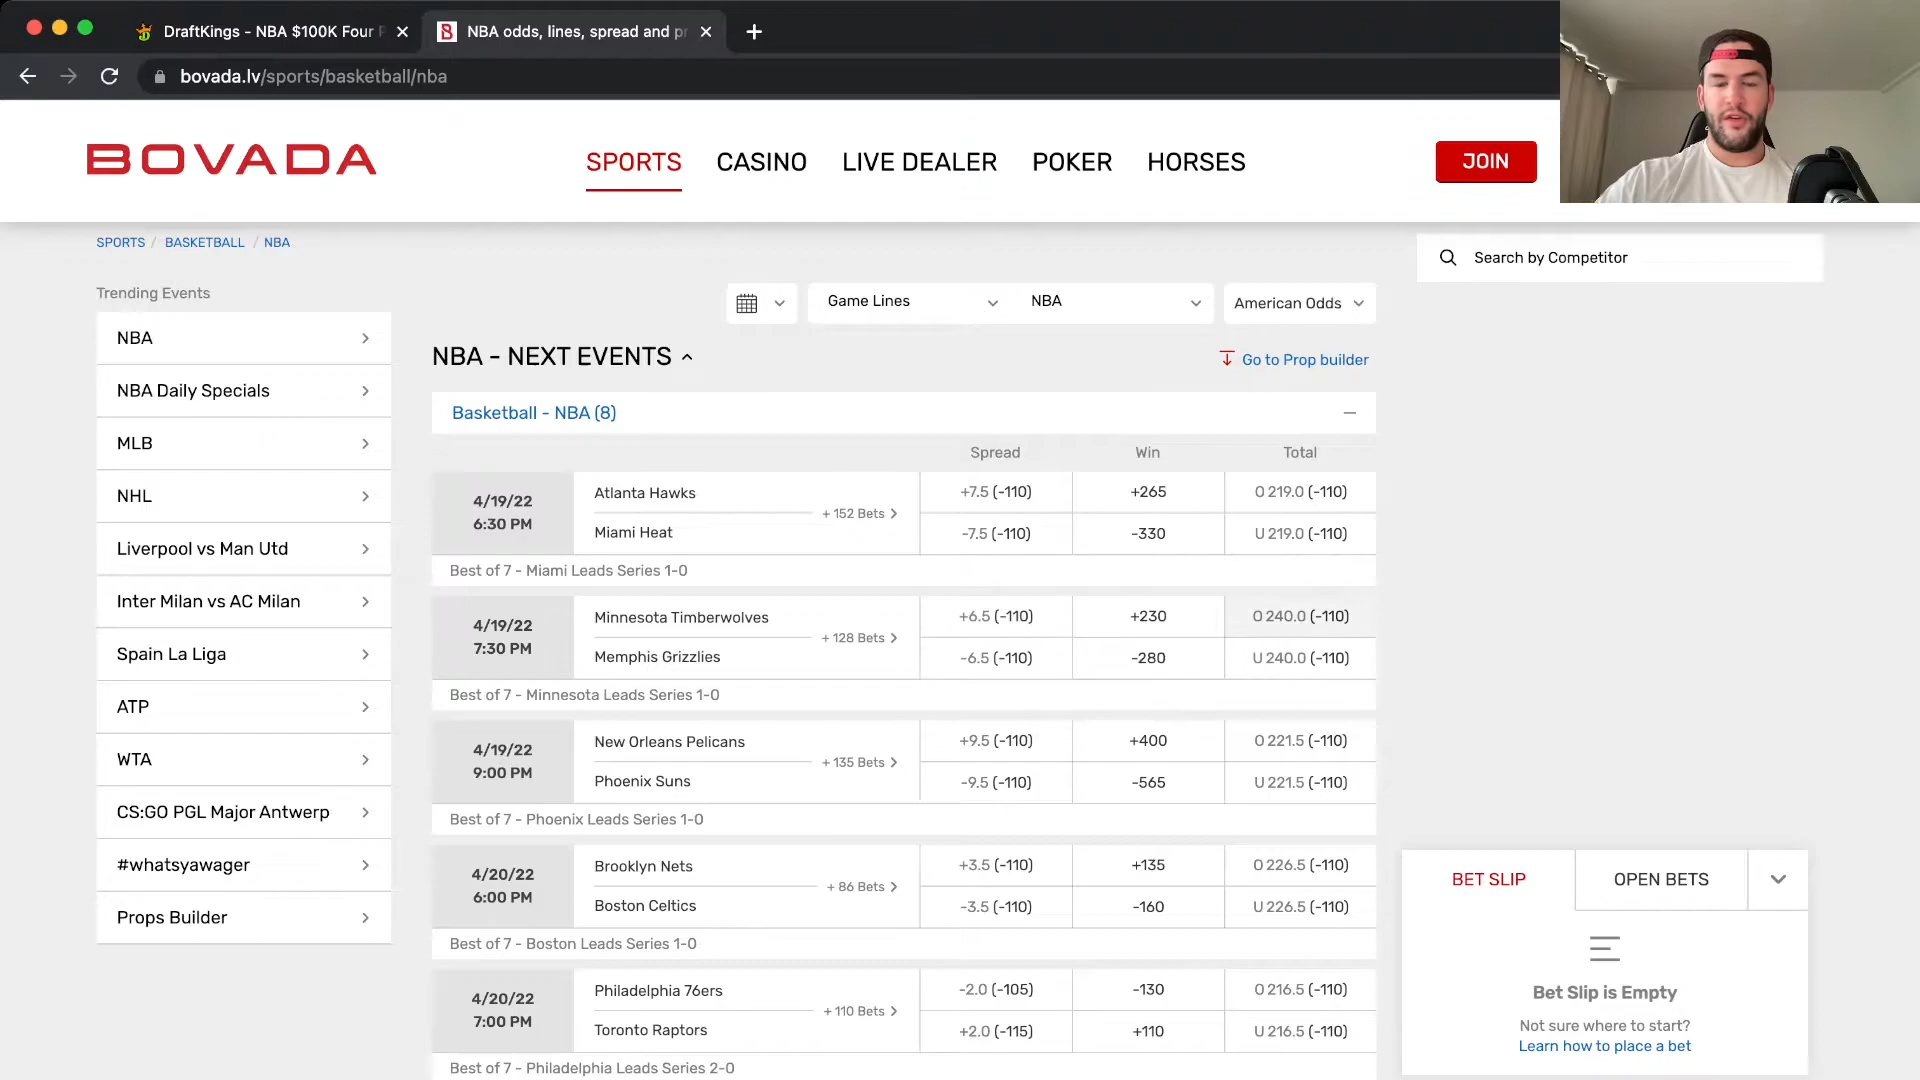 DraftKings - NBA $100K Four
NBA odds, lines, spread and pr
bovada.lv/sports/basketball/nba
BOVADA
SPORTS
CASINO
LIVE DEALER
POKER
HORSES
JOIN
SPORTS / BASKETBALL / NBA
Search by Competitor
Trending Events
NBA
NBA Daily Specials
MLB
NHL
Liverpool vs Man Utd
Inter Milan vs AC Milan
Spain La Liga
ATP
WTA
CS:GO PGL Major Antwerp
#whatsyawager
Props Builder
Game Lines
NBA
American Odds
NBA - NEXT EVENTS
Go to Prop builder
Basketball - NBA (8)
Spread Win Total
4/19/22
6:30 PM
Atlanta Hawks
+7.5 (-110) +265 O 219.0 (-110)
+ 152 Bets
Miami Heat
-7.5 (-110) -330 U 219.0 (-110)
Best of 7 - Miami Leads Series 1-0
4/19/22
7:30 PM
Minnesota Timberwolves
+6.5 (-110) +230 O 240.0 (-110)
+ 128 Bets
Memphis Grizzlies
-6.5 (-110) -280 U 240.0 (-110)
Best of 7 - Minnesota Leads Series 1-0
4/19/22
9:00 PM
New Orleans Pelicans
+9.5 (-110) +400 O 221.5 (-110)
+ 135 Bets
Phoenix Suns
-9.5 (-110) -565 U 221.5 (-110)
Best of 7 - Phoenix Leads Series 1-0
4/20/22
6:00 PM
Brooklyn Nets
+3.5 (-110) +135 O 226.5 (-110)
+ 86 Bets
Boston Celtics
-3.5 (-110) -160 U 226.5 (-110)
Best of 7 - Boston Leads Series 1-0
4/20/22
7:00 PM
Philadelphia 76ers
-2.0 (-105) -130 O 216.5 (-110)
+ 110 Bets
Toronto Raptors
+2.0 (-115) +110 U 216.5 (-110)
Best of 7 - Philadelphia Leads Series 2-0
BET SLIP
OPEN BETS
Bet Slip is Empty
Not sure where to start?
Learn how to place a bet